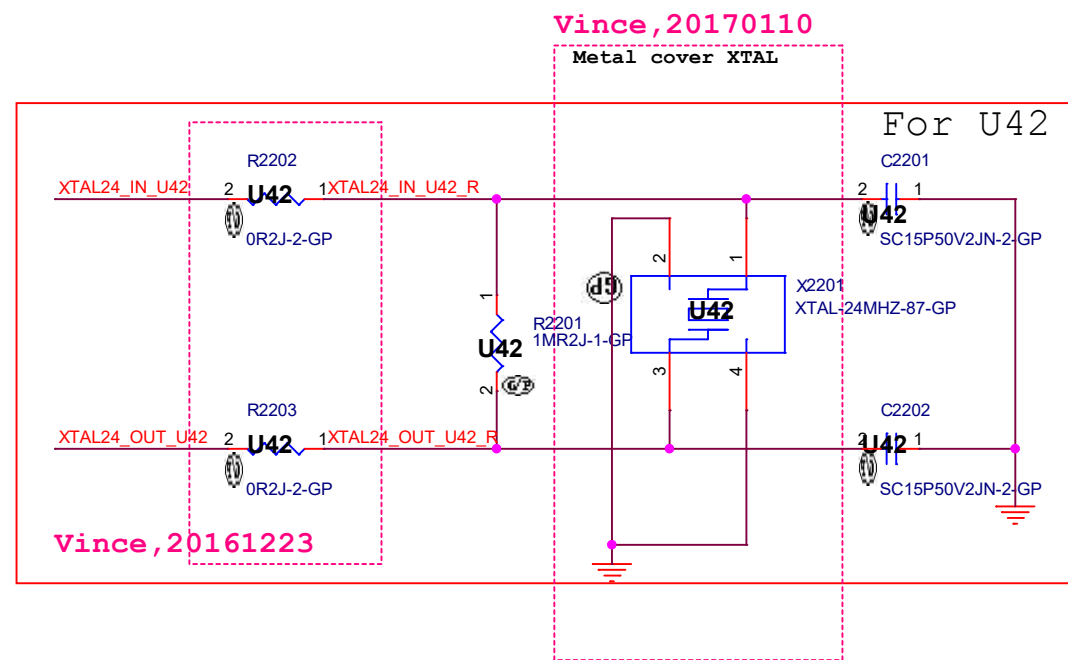 Vince,20170110
Metal cover XTAL
For U42
R2202
C2201
XTAL24_IN_U42
2
U42
1
XTAL24_IN_U42_R
2
U42
1
0R2J-2-GP
SC15P50V2JN-2-GP
2
1
GP
X2201
XTAL-24MHZ-87-GP
U42
1
R2201
1MR2J-1-GP
U42
2
G/P
3
4
R2203
C2202
XTAL24_OUT_U42
2
U42
1
XTAL24_OUT_U42_R
2
U42
1
0R2J-2-GP
SC15P50V2JN-2-GP
Vince,20161223